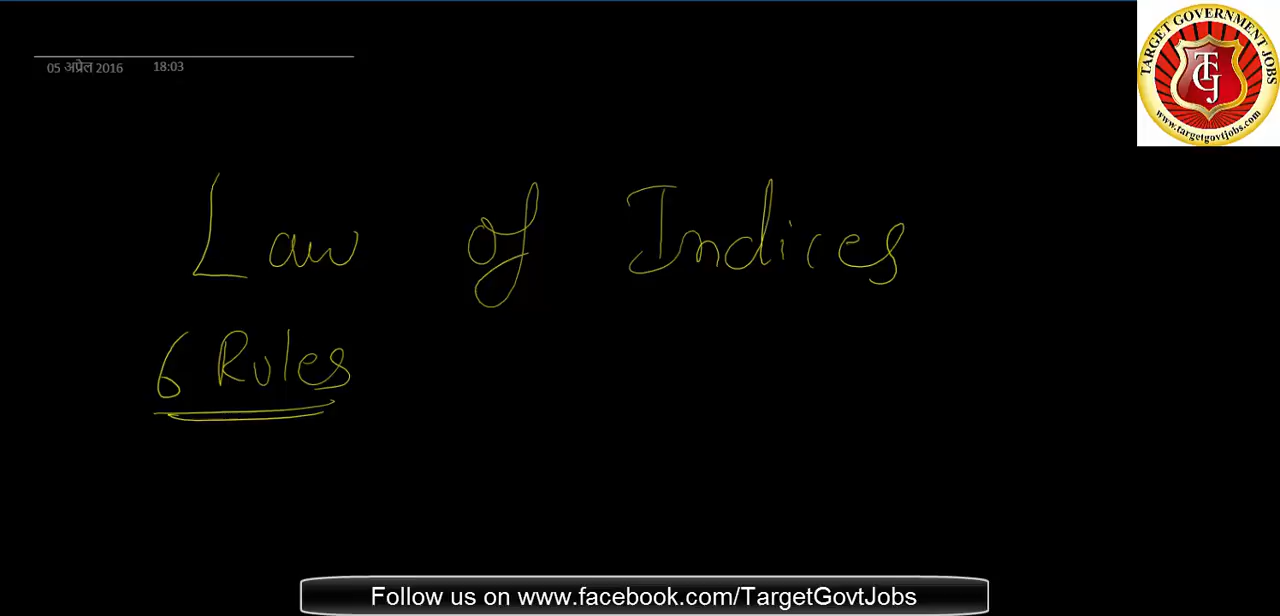 TARGET GOVERNMENT JOBS
TGJ
www.targetgovtjobs.com
05 अप्रेल 2016 18:03
Law of Indices
6 Rules
Follow us on www.facebook.com/TargetGovtJobs